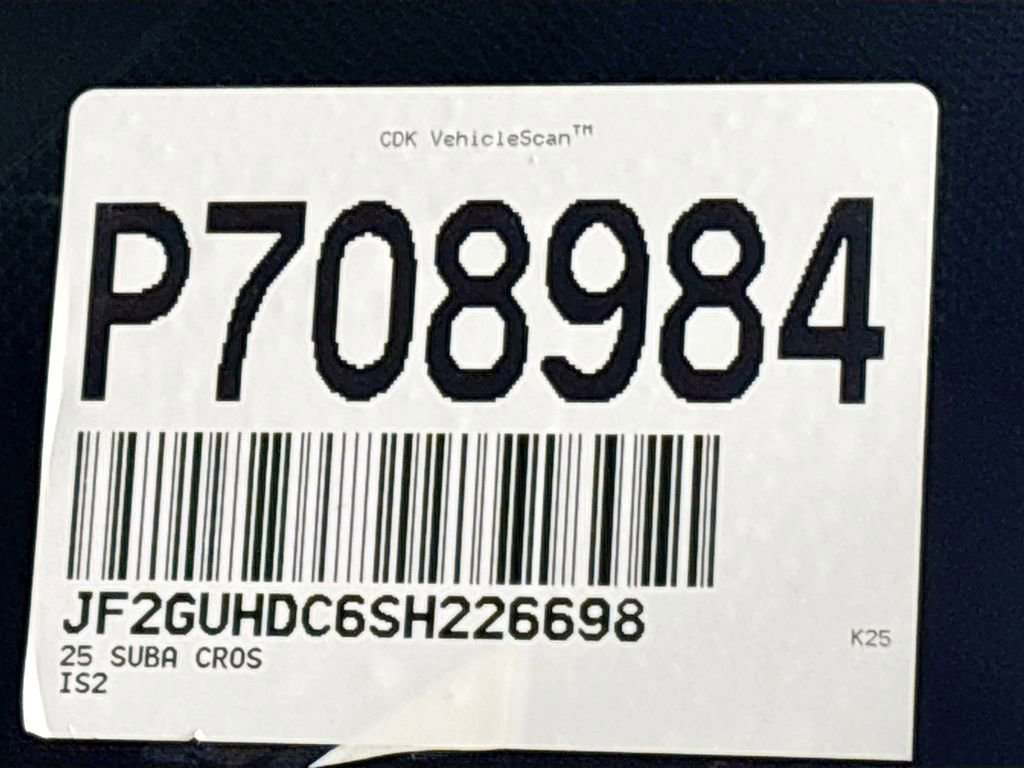 CDK VehicleScan™
P708984
JF2GUHDC6SH226698
25 SUBA CROS
IS2
K25